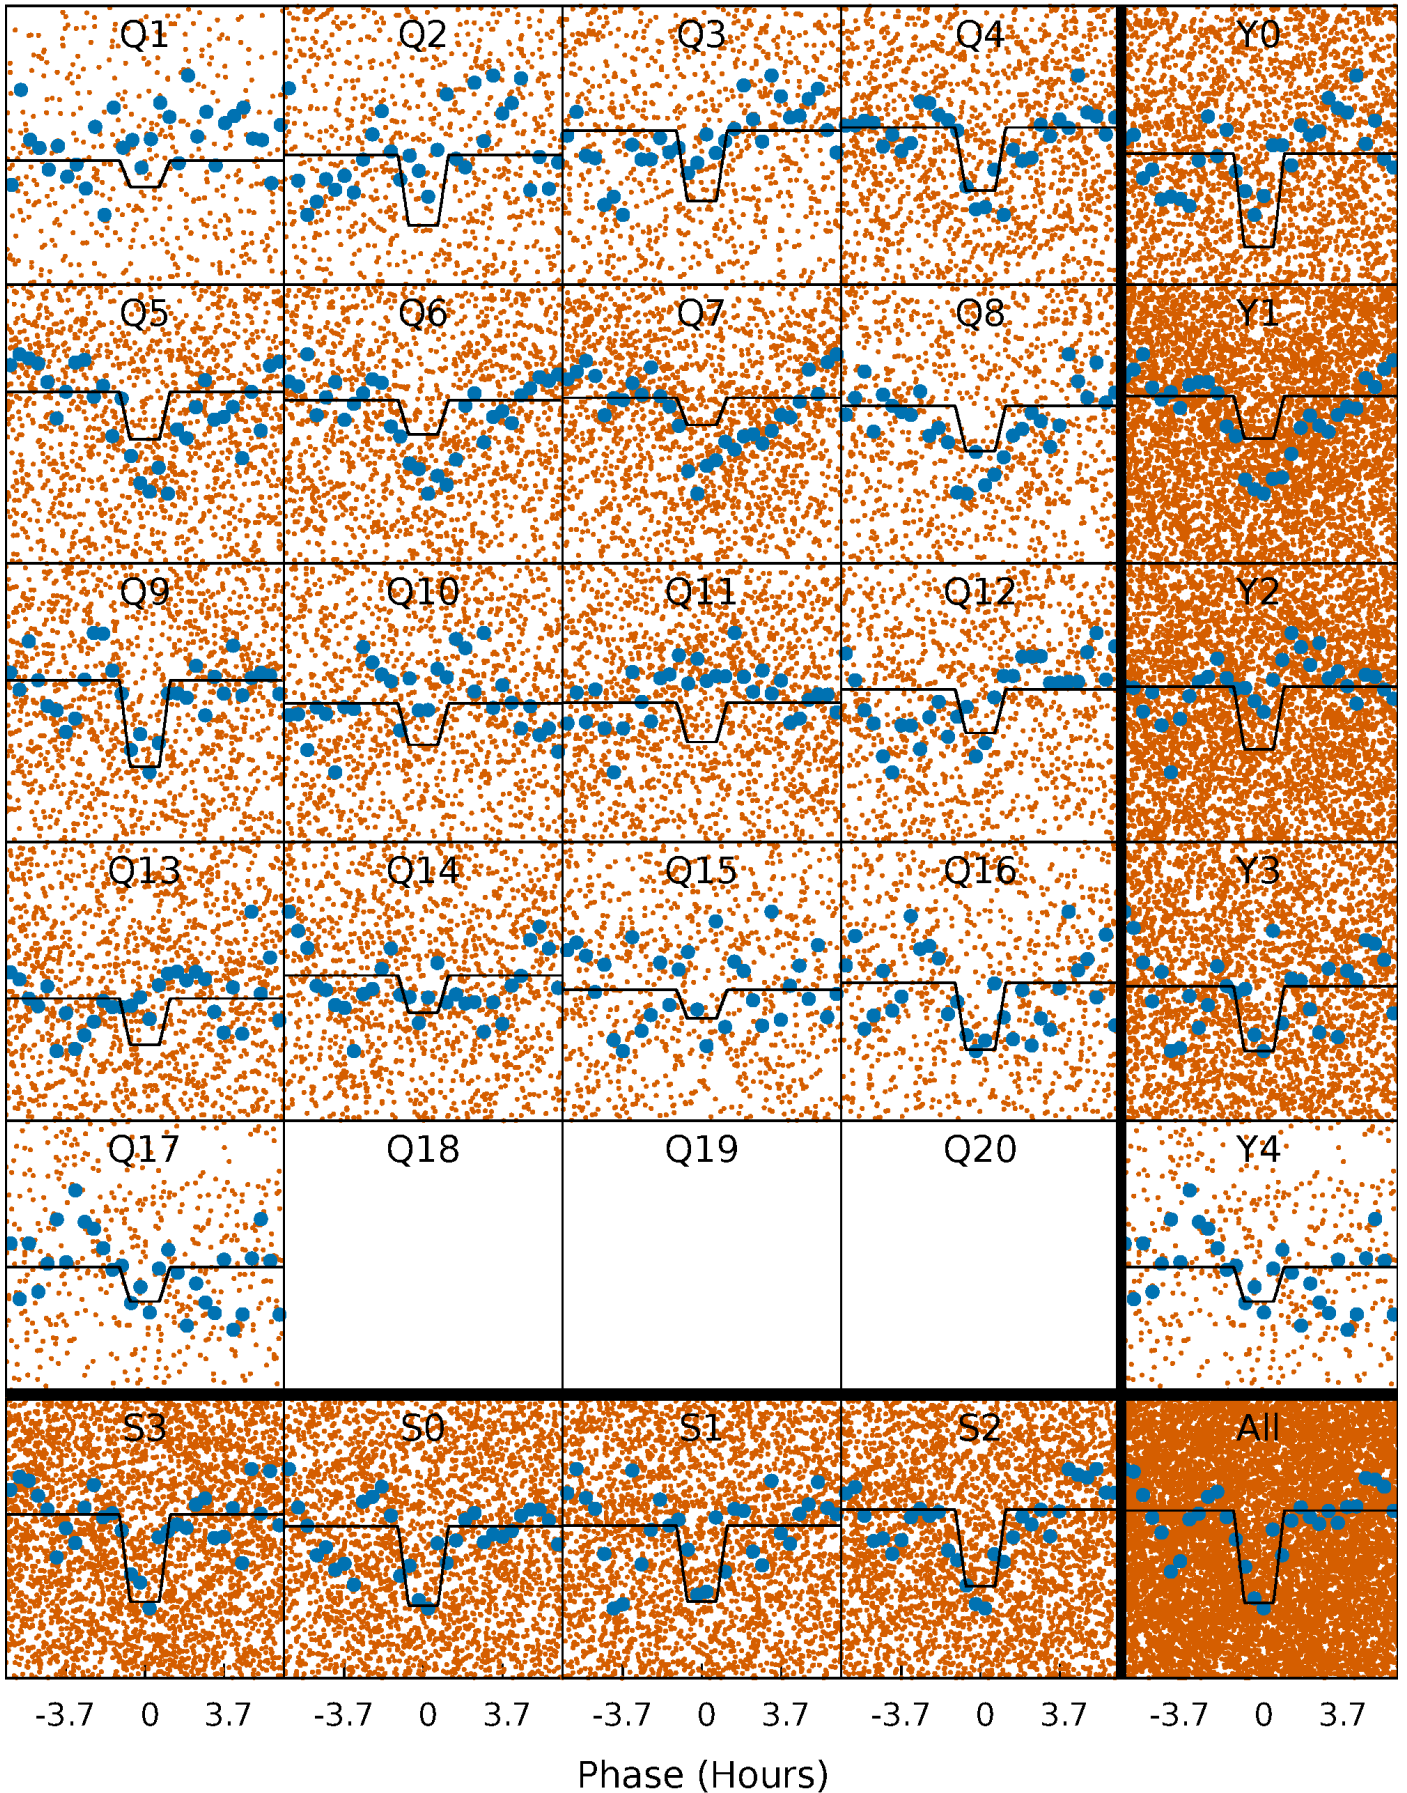 Q1 Q2 Q3 Q4 Y0
Q5 Q6 Q7 Q8 Y1
Q9 Q10 Q11 Q12 Y2
Q13 Q14 Q15 Q16 Y3
Q17 Q18 Q19 Q20 Y4
S3 S0 S1 S2 All
-3.7 0 3.7 -3.7 0 3.7 -3.7 0 3.7 -3.7 0 3.7 -3.7 0 3.7
Phase (Hours)